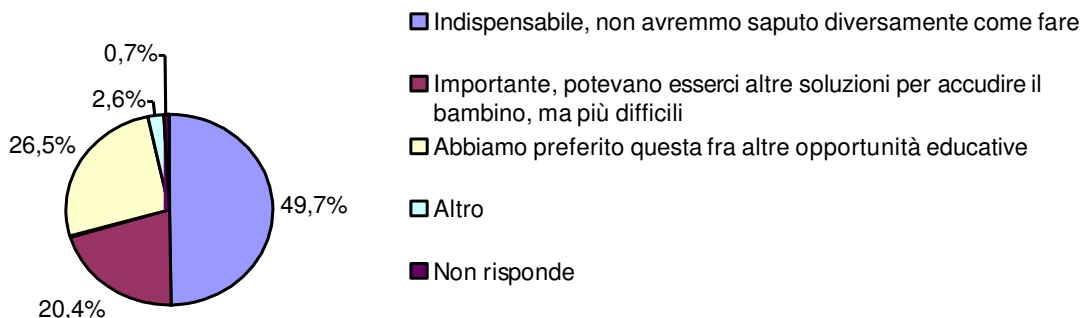 0,7%
2,6%
26,5%
49,7%
20,4%
Indispensabile, non avremmo saputo diversamente come fare
Importante, potevano esserci altre soluzioni per accudire il
bambino, ma più difficili
Abbiamo preferito questa fra altre opportunità educative
Altro
Non risponde